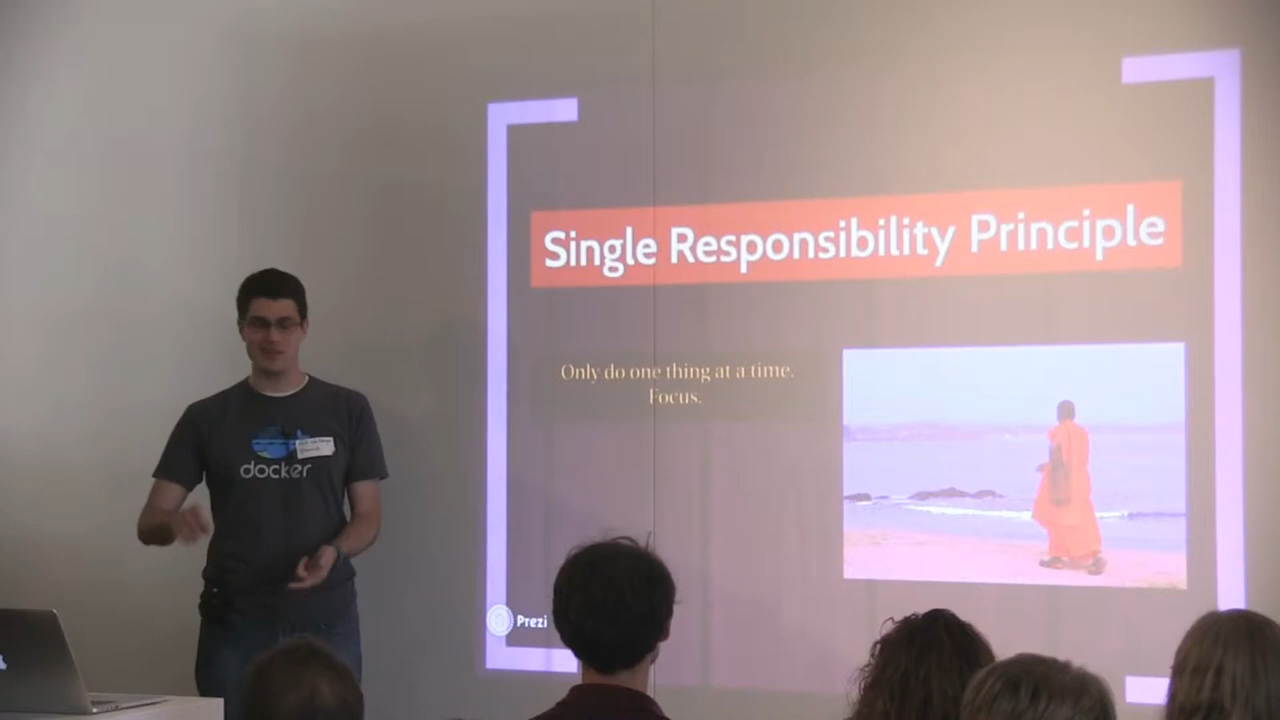 Single Responsibility Principle
Only do one thing at a time.
Focus.
docker
Prezi